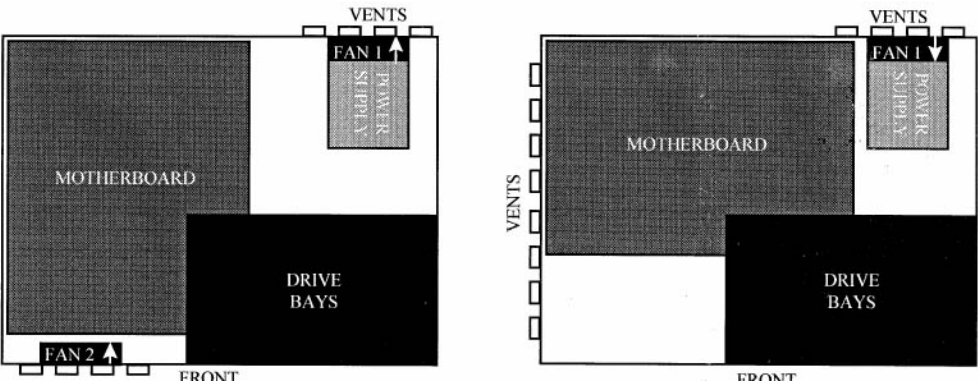 VENTS
FAN 1
POWER
SUPPLY
MOTHERBOARD
DRIVE
BAYS
FAN 2
FRONT
VENTS
FAN 1
POWER
SUPPLY
MOTHERBOARD
VENTS
DRIVE
BAYS
FRONT